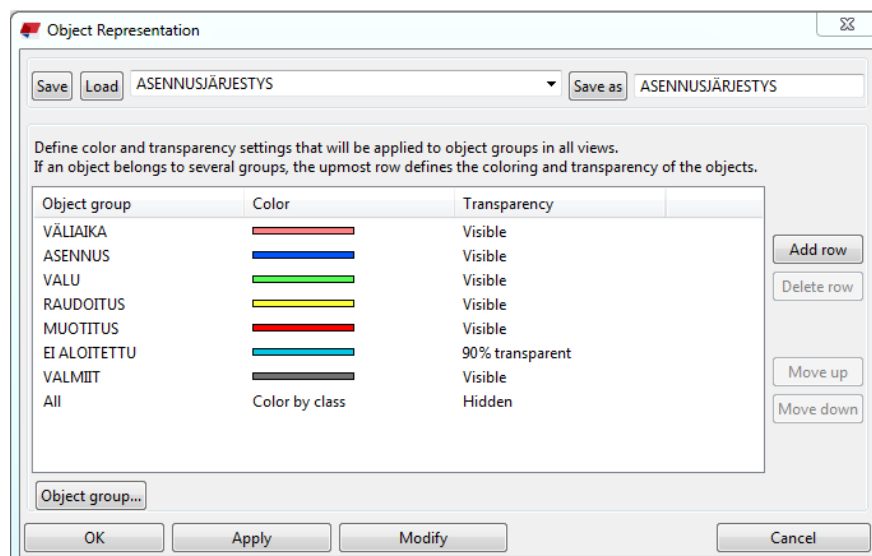 Object Representation
Save Load ASENNUSJÄRJESTYS Save as ASENNUSJÄRJESTYS
Define color and transparency settings that will be applied to object groups in all views.
If an object belongs to several groups, the upmost row defines the coloring and transparency of the objects.
Object group Color Transparency
VÄLIAIKA Visible
ASENNUS Visible
Add row
VALU Visible
Delete row
RAUDOITUS Visible
MUOTITUS Visible
EI ALOITETTU 90% transparent
VALMIIT Visible
Move up
All Color by class Hidden
Move down
Object group...
OK Apply Modify Cancel